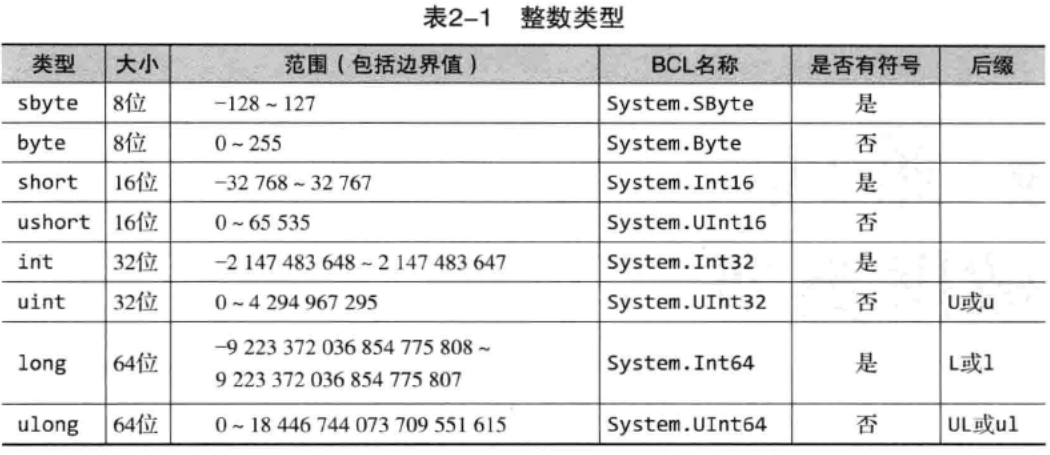 表2-1 整数类型
类型 大小 范围（包括边界值） BCL名称 是否有符号 后缀
sbyte 8位 -128 ~ 127 System.SByte 是
byte 8位 0 ~ 255 System.Byte 否
short 16位 -32 768 ~ 32 767 System.Int16 是
ushort 16位 0 ~ 65 535 System.UInt16 否
int 32位 -2 147 483 648 ~ 2 147 483 647 System.Int32 是
uint 32位 0 ~ 4 294 967 295 System.UInt32 否 U或u
long 64位 -9 223 372 036 854 775 808 ~
9 223 372 036 854 775 807 System.Int64 是 L或l
ulong 64位 0 ~ 18 446 744 073 709 551 615 System.UInt64 否 UL或ul